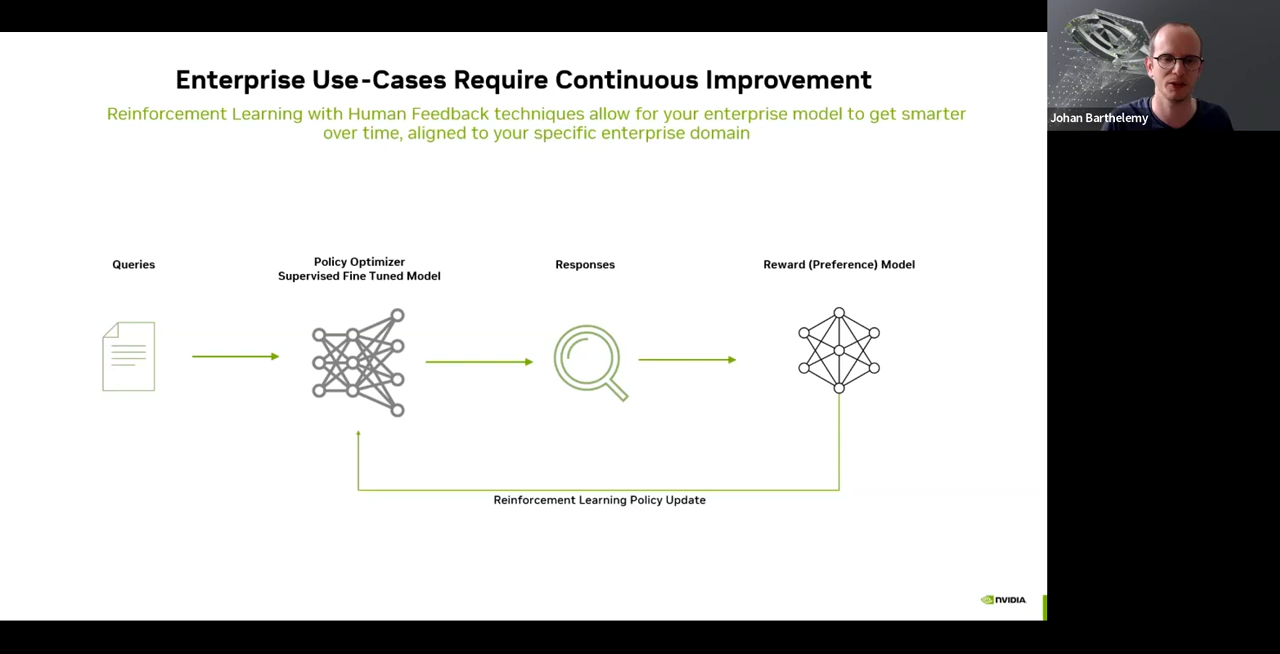 Enterprise Use-Cases Require Continuous Improvement
Reinforcement Learning with Human Feedback techniques allow for your enterprise model to get smarter
over time, aligned to your specific enterprise domain
Queries
Policy Optimizer
Supervised Fine Tuned Model
Responses
Reward (Preference) Model
Reinforcement Learning Policy Update
NVIDIA
Johan Barthelemy